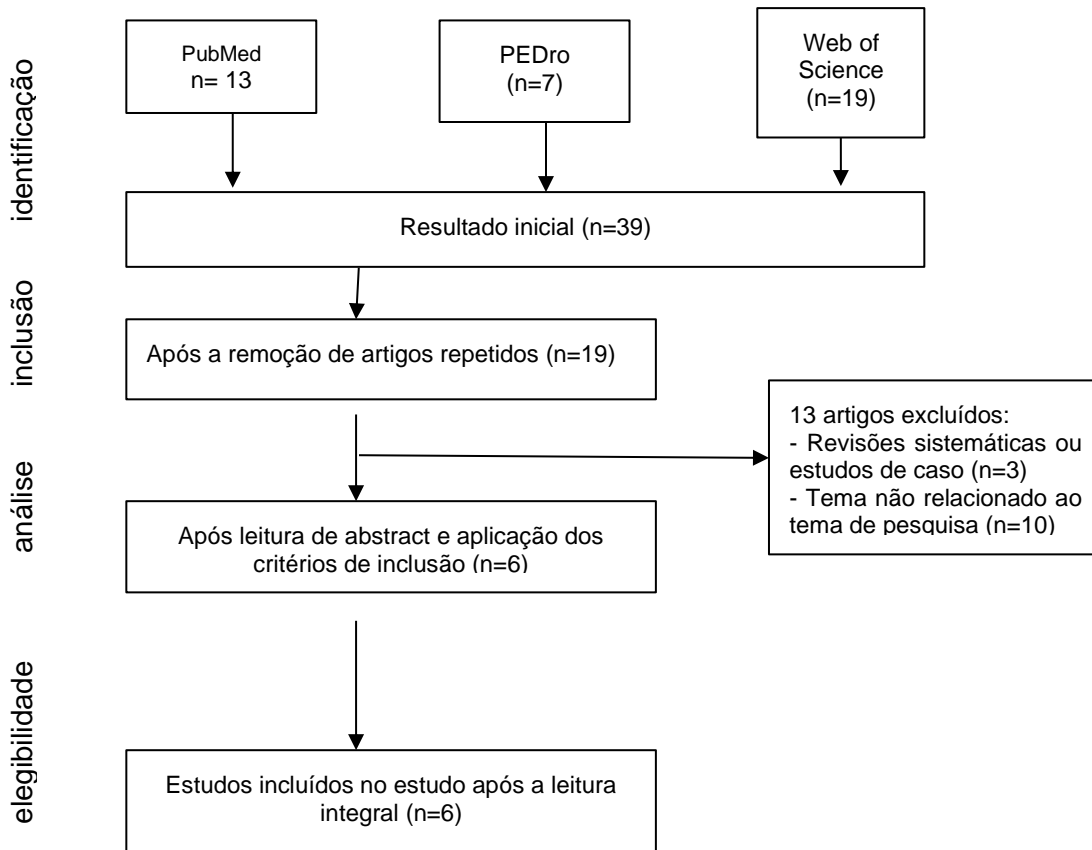 identificação
PubMed
n= 13
PEDro
(n=7)
Web of
Science
(n=19)
Resultado inicial (n=39)
inclusão
Após a remoção de artigos repetidos (n=19)
análise
13 artigos excluídos:
- Revisões sistemáticas ou
estudos de caso (n=3)
- Tema não relacionado ao
tema de pesquisa (n=10)
Após leitura de abstract e aplicação dos
critérios de inclusão (n=6)
elegibilidade
Estudos incluídos no estudo após a leitura
integral (n=6)